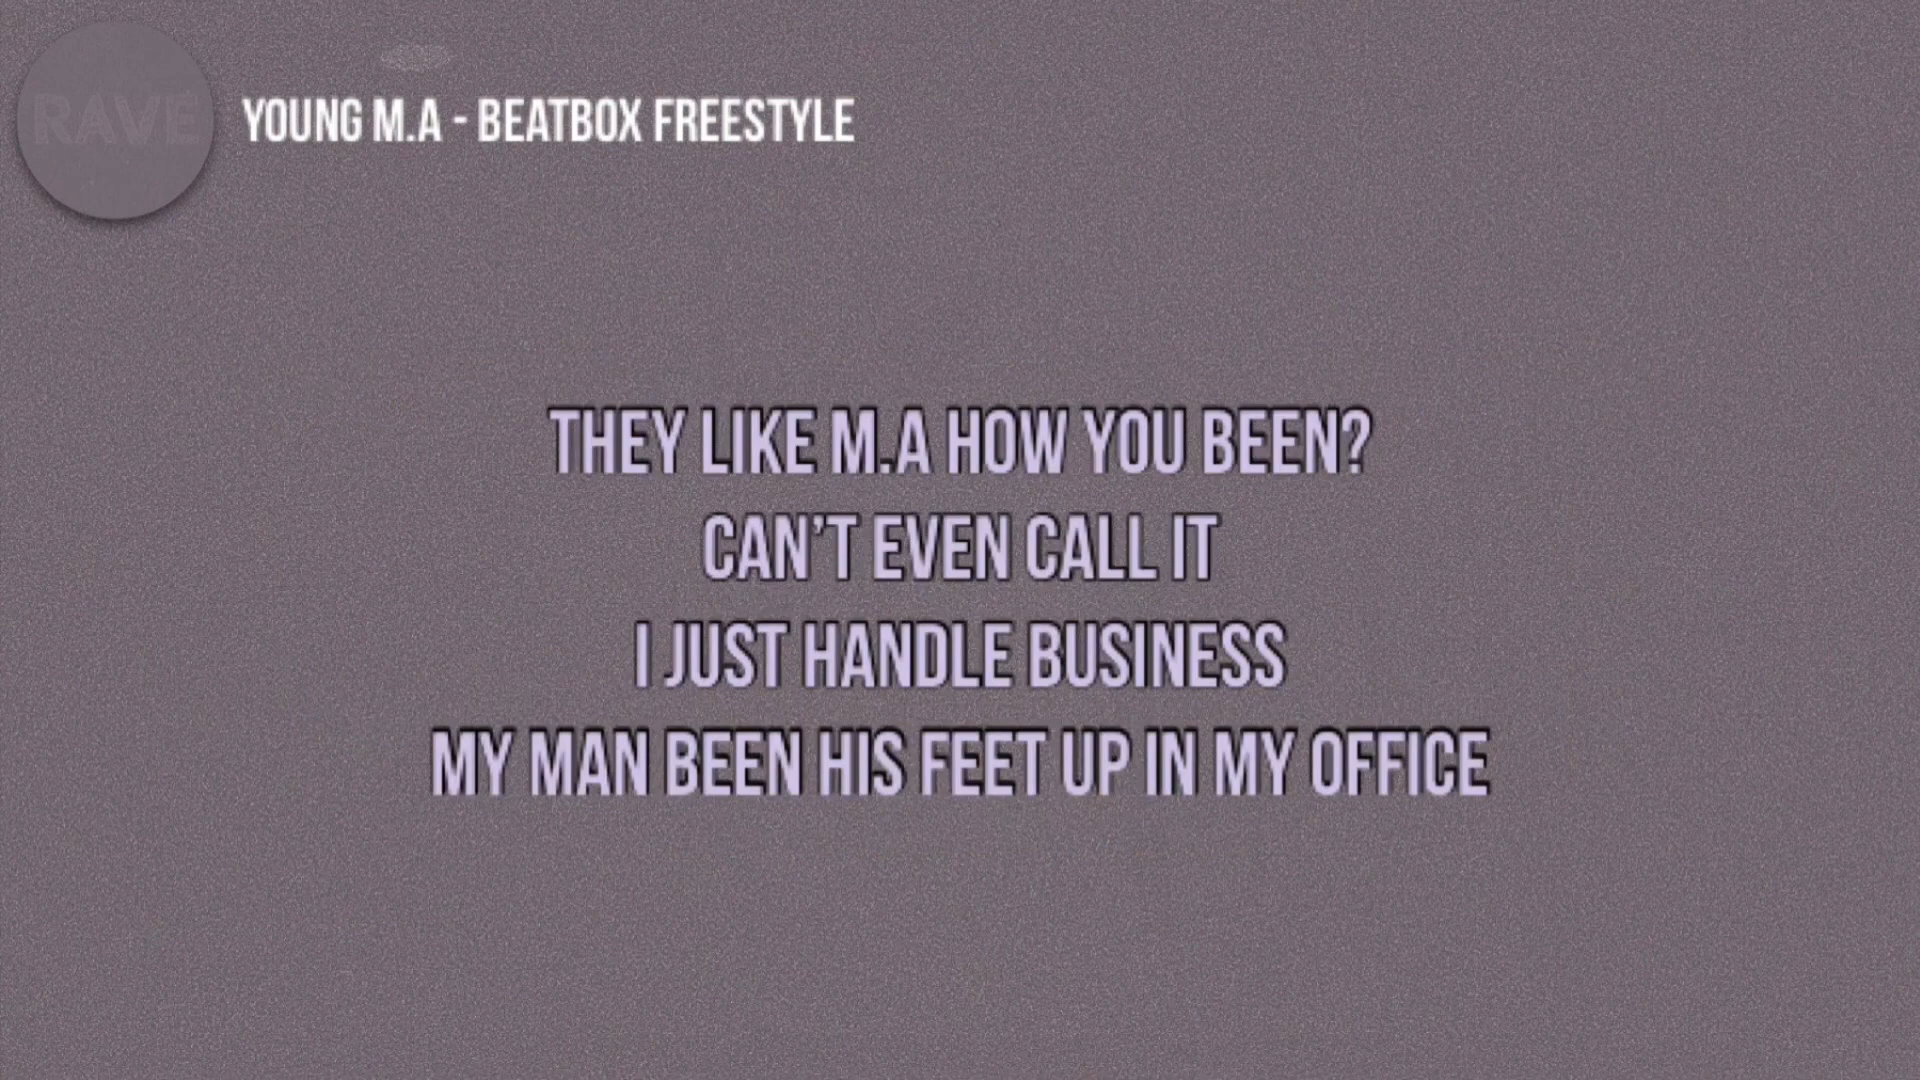 RAVE
YOUNG M.A - BEATBOX FREESTYLE
THEY LIKE M.A HOW YOU BEEN?
CAN'T EVEN CALL IT
I JUST HANDLE BUSINESS
MY MAN BEEN HIS FEET UP IN MY OFFICE